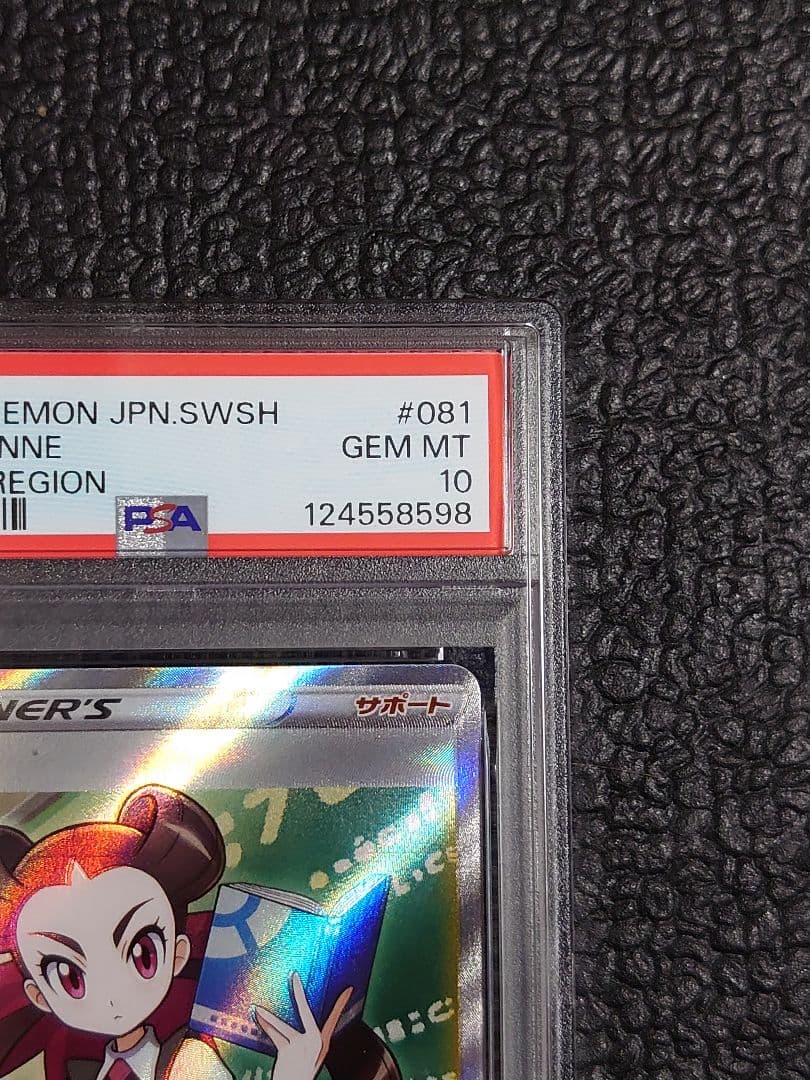 EMON JPN.SWSH #081
NNE GEM MT
REGION 10
PSA 124558598
NER'S サポート